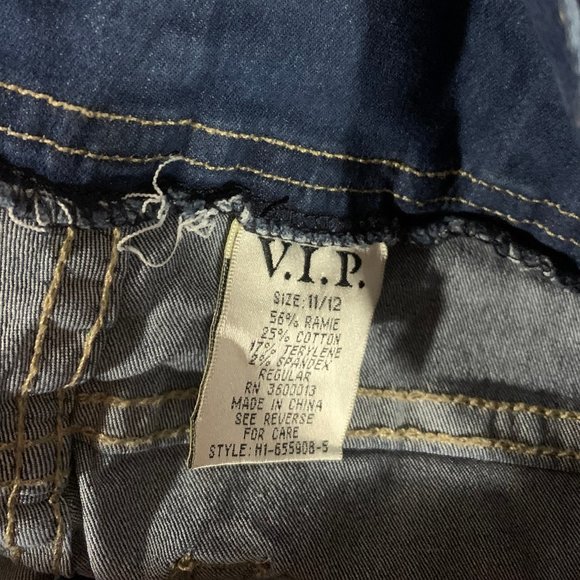 V.I.P.
SIZE: 11/12
56% RAMIE
25% COTTON
17% TERYLENE
2% SPANDEX
REGULAR
RN 3600013
MADE IN CHINA
SEE REVERSE
FOR CARE
STYLE: H1-655908-S